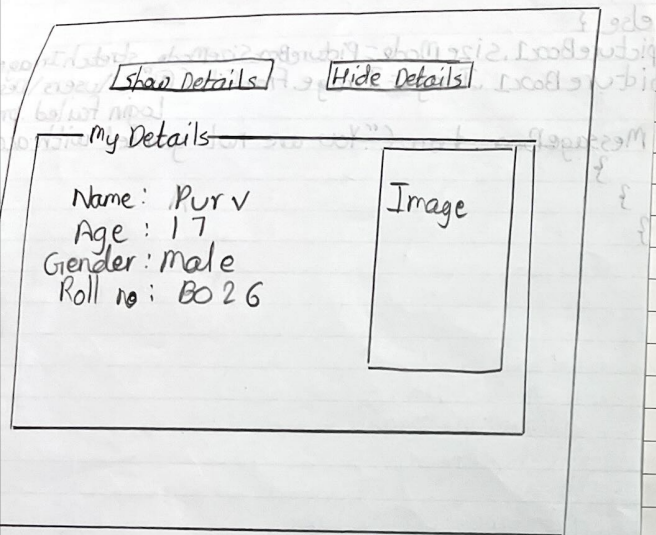 Show Details Hide Details
My Details
Name: Purv
Age: 17
Gender: male
Roll no: B026
Image